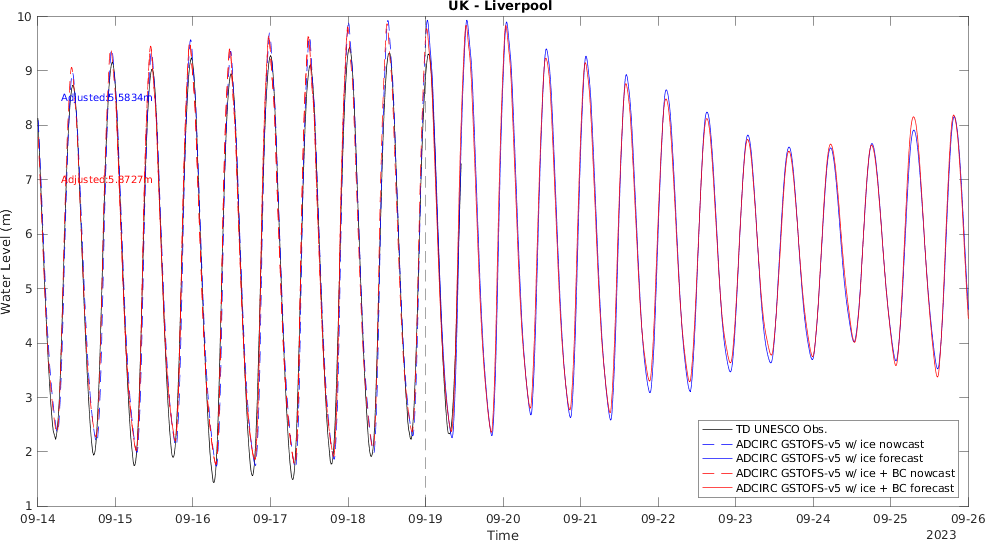 UK - Liverpool
10
9
8
7
6
5
4
3
2
1
Water Level (m)
Adjusted:5.5834m
Adjusted:5.3727m
TD UNESCO Obs.
ADCIRC GSTOFS-v5 w/ ice nowcast
ADCIRC GSTOFS-v5 w/ ice forecast
ADCIRC GSTOFS-v5 w/ ice + BC nowcast
ADCIRC GSTOFS-v5 w/ ice + BC forecast
09-14 09-15 09-16 09-17 09-18 09-19 09-20 09-21 09-22 09-23 09-24 09-25 09-26
Time
2023